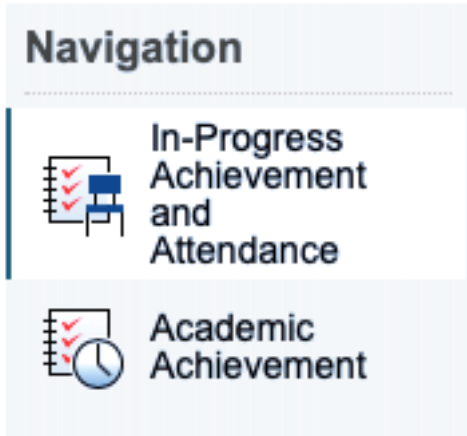 Navigation
In-Progress
Achievement
and
Attendance
Academic
Achievement